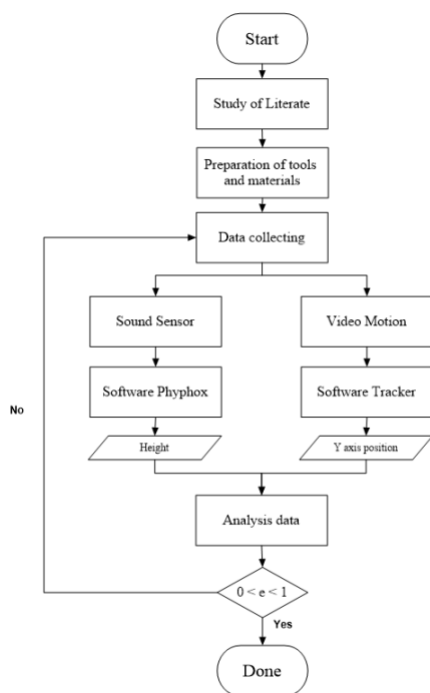 Start
Study of Literate
Preparation of tools
and materials
Data collecting
Sound Sensor
Video Motion
Software Phyphox
Software Tracker
No
Height
Y axis position
Analysis data
0 < e < 1
Yes
Done